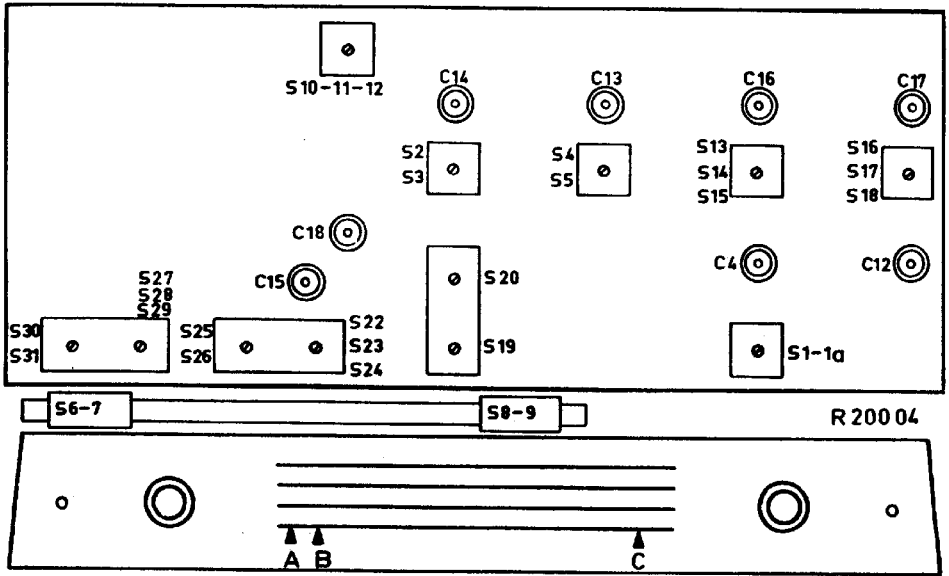 S10-11-12
C14
C13
C16
C17
S2
S3
S4
S5
S13
S14
S15
S16
S17
S18
C18
C15
S20
S19
C4
C12
S27
S28
S29
S30
S31
S25
S26
S22
S23
S24
S1-1a
S6-7
S8-9
R 200 04
A
B
C